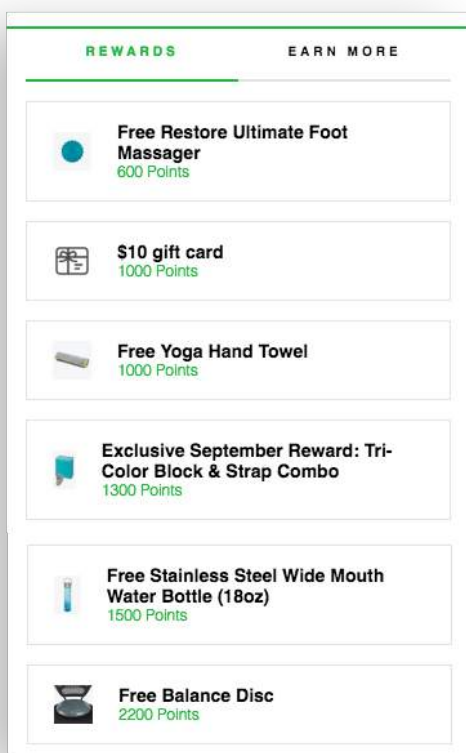 REWARDS
EARN MORE
Free Restore Ultimate Foot
Massager
600 Points
$10 gift card
1000 Points
Free Yoga Hand Towel
1000 Points
Exclusive September Reward: Tri-
Color Block & Strap Combo
1300 Points
Free Stainless Steel Wide Mouth
Water Bottle (18oz)
1500 Points
Free Balance Disc
2200 Points